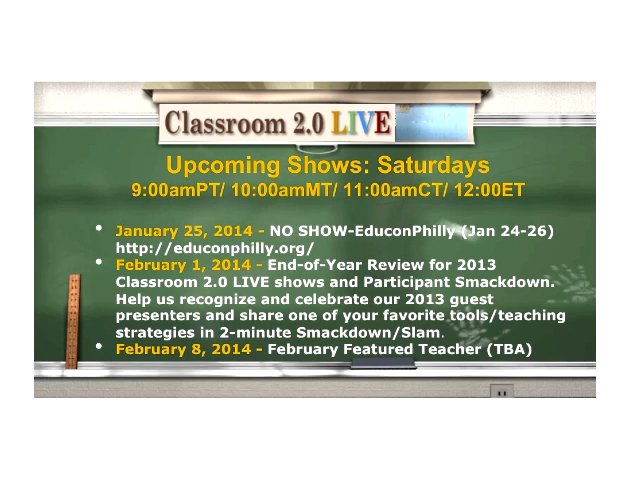 Classroom 2.0 LIVE
Upcoming Shows: Saturdays
9:00amPT/ 10:00amMT/ 11:00amCT/ 12:00ET
• January 25, 2014 - NO SHOW-EduconPhilly (Jan 24-26)
http://educonphilly.org/
• February 1, 2014 - End-of-Year Review for 2013
Classroom 2.0 LIVE shows and Participant Smackdown.
Help us recognize and celebrate our 2013 guest
presenters and share one of your favorite tools/teaching
strategies in 2-minute Smackdown/Slam.
• February 8, 2014 - February Featured Teacher (TBA)